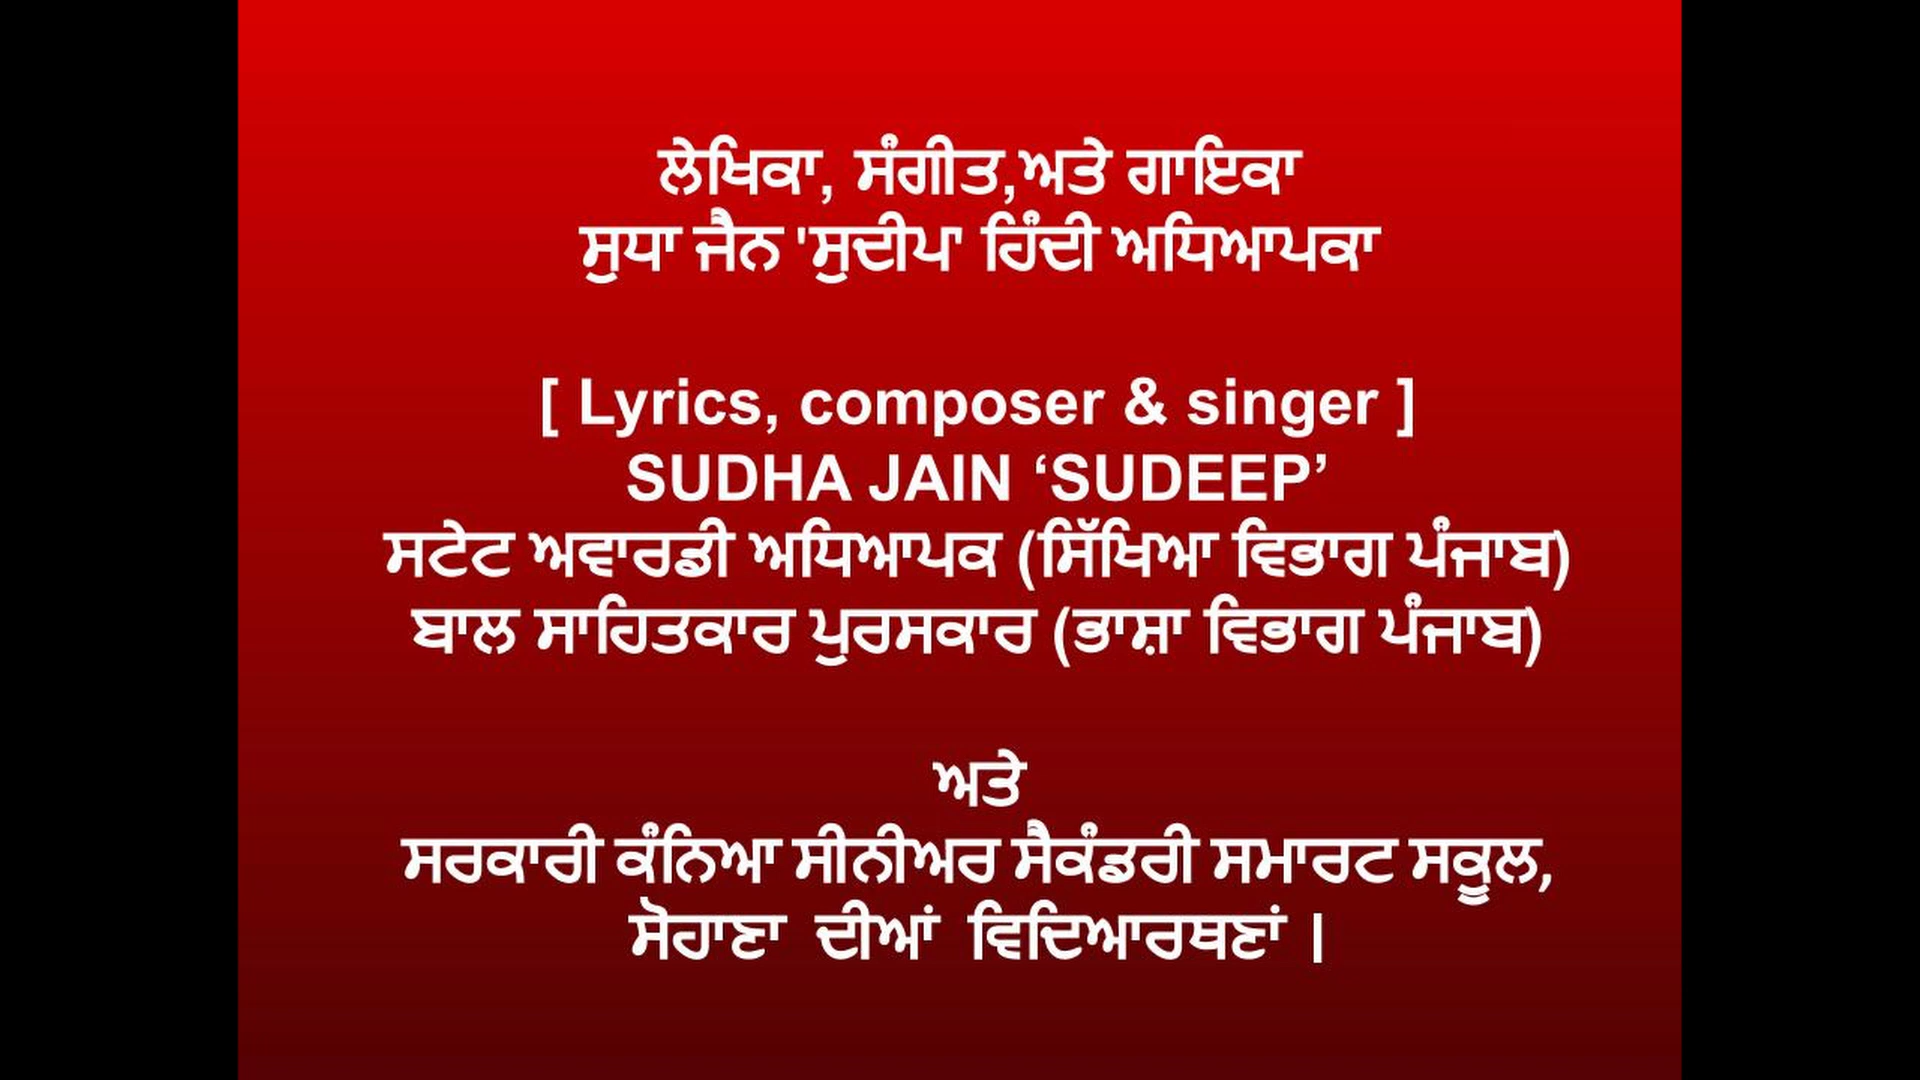 ਲੇਖਿਕਾ, ਸੰਗੀਤ,ਅਤੇ ਗਾਇਕਾ
ਸੁਧਾ ਜੈਨ 'ਸੁਦੀਪ' ਹਿੰਦੀ ਅਧਿਆਪਕਾ
[ Lyrics, composer & singer ]
SUDHA JAIN ‘SUDEEP’
ਸਟੇਟ ਅਵਾਰਡੀ ਅਧਿਆਪਕ (ਸਿੱਖਿਆ ਵਿਭਾਗ ਪੰਜਾਬ)
ਬਾਲ ਸਾਹਿਤਕਾਰ ਪੁਰਸਕਾਰ (ਭਾਸ਼ਾ ਵਿਭਾਗ ਪੰਜਾਬ)
ਅਤੇ
ਸਰਕਾਰੀ ਕੰਨਿਆ ਸੀਨੀਅਰ ਸੈਕੰਡਰੀ ਸਮਾਰਟ ਸਕੂਲ,
ਸੋਹਾਣਾ ਦੀਆਂ ਵਿਦਿਆਰਥਣਾਂ |